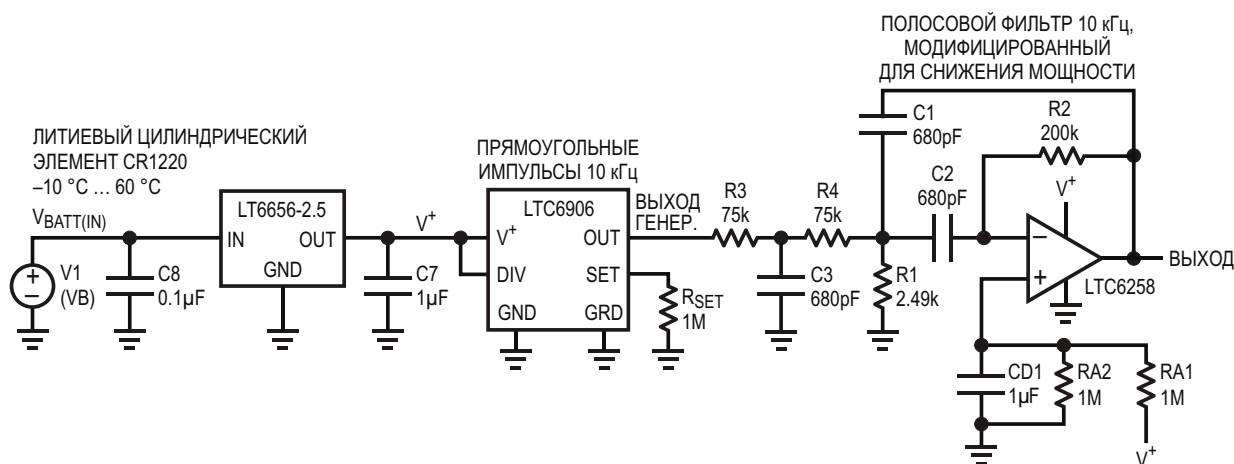 ПОЛОСОВОЙ ФИЛЬТР 10 кГц,
МОДИФИЦИРОВАННЫЙ
ДЛЯ СНИЖЕНИЯ МОЩНОСТИ
ЛИТИЕВЫЙ ЦИЛИНДРИЧЕСКИЙ
ЭЛЕМЕНТ CR1220
–10 °C … 60 °C
VBATT(IN)
V1
(VB)
C8
0.1µF
LT6656-2.5
IN
OUT
GND
C7
1µF
V+
ПРЯМОУГОЛЬНЫЕ
ИМПУЛЬСЫ 10 кГц
LTC6906
V+
OUT
DIV
SET
GND
GRD
RSET
1M
ВЫХОД
ГЕНЕР.
R3
75k
R4
75k
C3
680pF
C1
680pF
R1
2.49k
C2
680pF
R2
200k
V+
–
+
LTC6258
ВЫХОД
CD1
1µF
RA2
1M
RA1
1M
V+